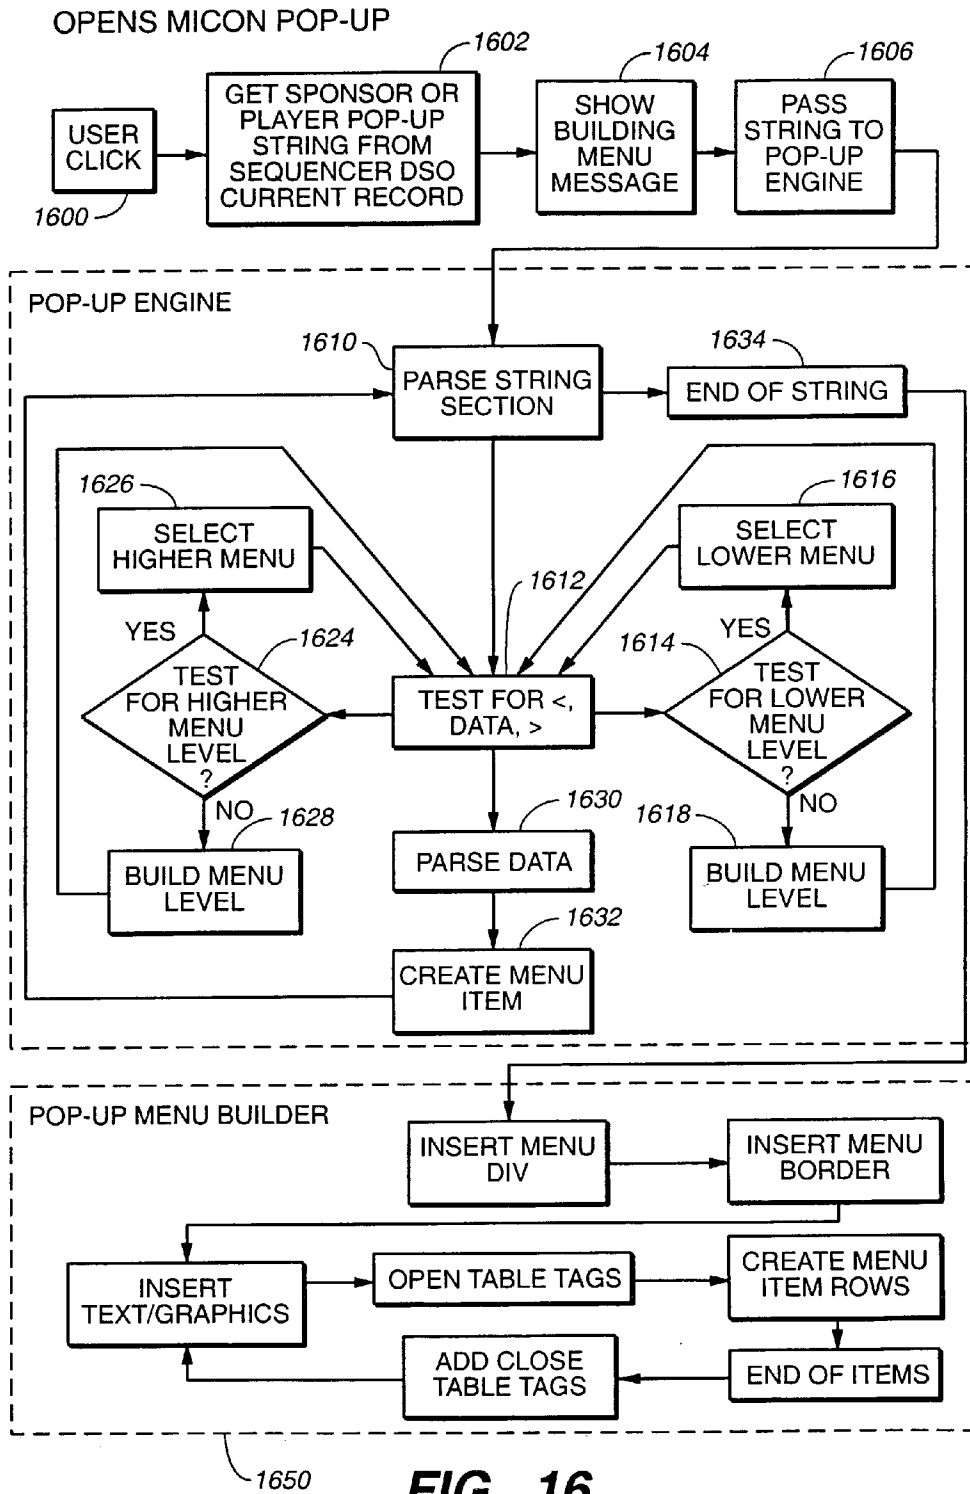 OPENS MICON POP-UP
1602
1604
1606
USER
CLICK
1600
GET SPONSOR OR
PLAYER POP-UP
STRING FROM
SEQUENCER DSO
CURRENT RECORD
SHOW
BUILDING
MENU
MESSAGE
PASS
STRING TO
POP-UP
ENGINE
POP-UP ENGINE
1610
PARSE STRING
SECTION
1634
END OF STRING
1626
SELECT
HIGHER MENU
1616
SELECT
LOWER MENU
1612
YES
1624
TEST
FOR HIGHER
MENU
LEVEL
?
TEST FOR <,
DATA, >
1614
YES
TEST
FOR LOWER
MENU
LEVEL
?
NO
1628
BUILD MENU
LEVEL
1630
PARSE DATA
NO
1618
BUILD MENU
LEVEL
1632
CREATE MENU
ITEM
POP-UP MENU BUILDER
INSERT MENU
DIV
INSERT MENU
BORDER
INSERT
TEXT/GRAPHICS
OPEN TABLE TAGS
CREATE MENU
ITEM ROWS
ADD CLOSE
TABLE TAGS
END OF ITEMS
1650
FIG. 16